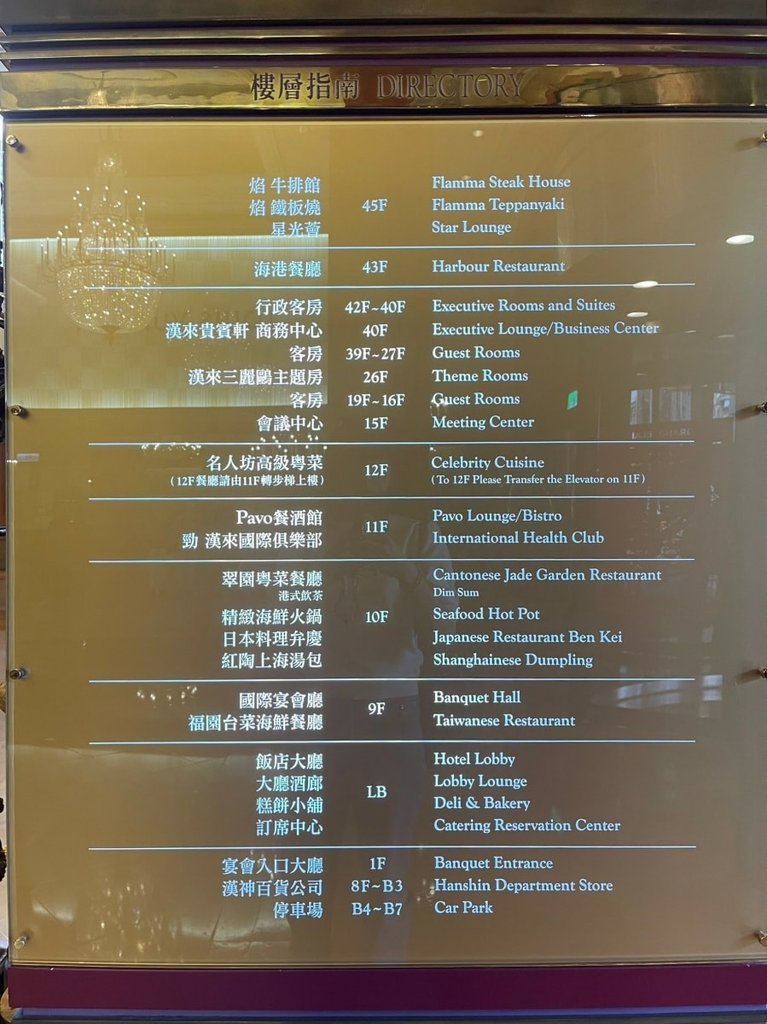 樓層指南 DIRECTORY
焰 牛排館 Flamma Steak House
焰 鐵板燒 45F Flamma Teppanyaki
星光薈 Star Lounge
海港餐廳 43F Harbour Restaurant
行政客房 42F~40F Executive Rooms and Suites
漢來貴賓軒 商務中心 40F Executive Lounge/Business Center
客房 39F~27F Guest Rooms
漢來三麗鷗主題房 26F Theme Rooms
客房 19F~16F Guest Rooms
會議中心 15F Meeting Center
名人坊高級粵菜 12F Celebrity Cuisine
(12F餐廳請由11F轉步梯上樓) (To 12F Please Transfer the Elevator on 11F)
Pavo餐酒館 11F Pavo Lounge/Bistro
勁 漢來國際俱樂部 International Health Club
翠園粵菜餐廳 Cantonese Jade Garden Restaurant
港式飲茶 Dim Sum
精緻海鮮火鍋 10F Seafood Hot Pot
日本料理弁慶 Japanese Restaurant Ben Kei
紅陶上海湯包 Shanghainese Dumpling
國際宴會廳 9F Banquet Hall
福園台菜海鮮餐廳 Taiwanese Restaurant
飯店大廳 Hotel Lobby
大廳酒廊 LB Lobby Lounge
糕餅小舖 Deli & Bakery
訂席中心 Catering Reservation Center
宴會入口大廳 1F Banquet Entrance
漢神百貨公司 8F~B3 Hanshin Department Store
停車場 B4~B7 Car Park